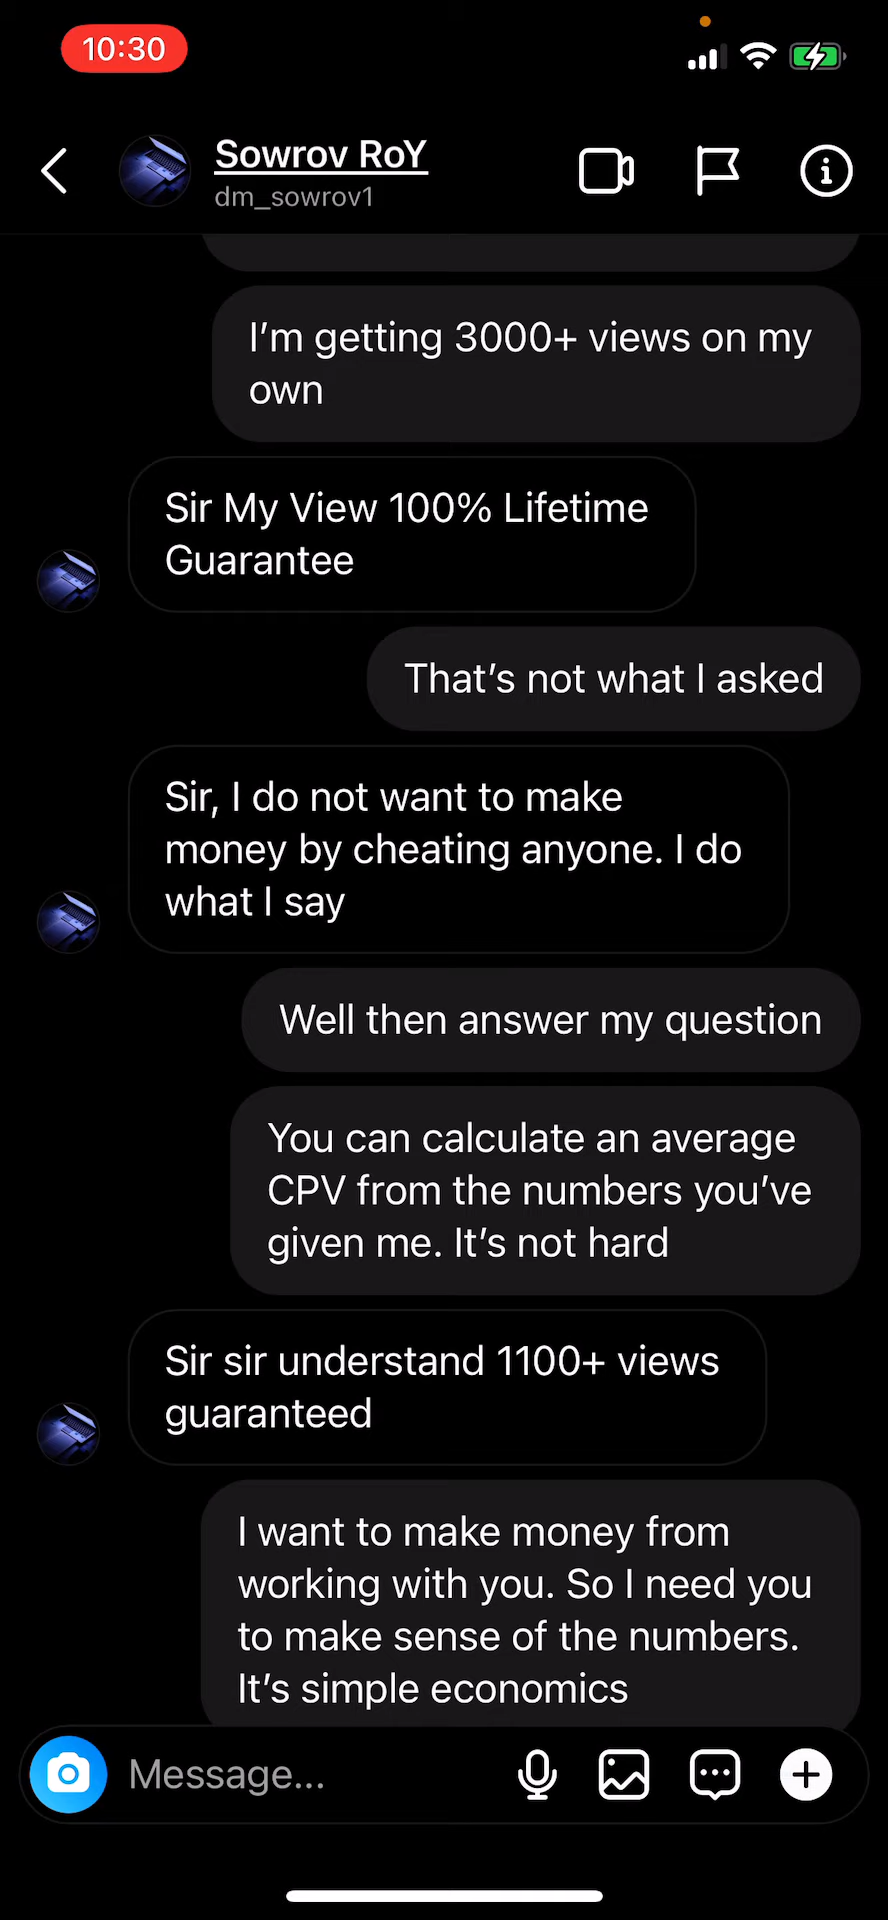 10:30
Sowrov RoY
dm_sowrov1
I'm getting 3000+ views on my
own
Sir My View 100% Lifetime
Guarantee
That's not what I asked
Sir, I do not want to make
money by cheating anyone. I do
what I say
Well then answer my question
You can calculate an average
CPV from the numbers you've
given me. It's not hard
Sir sir understand 1100+ views
guaranteed
I want to make money from
working with you. So I need you
to make sense of the numbers.
It's simple economics
Message...